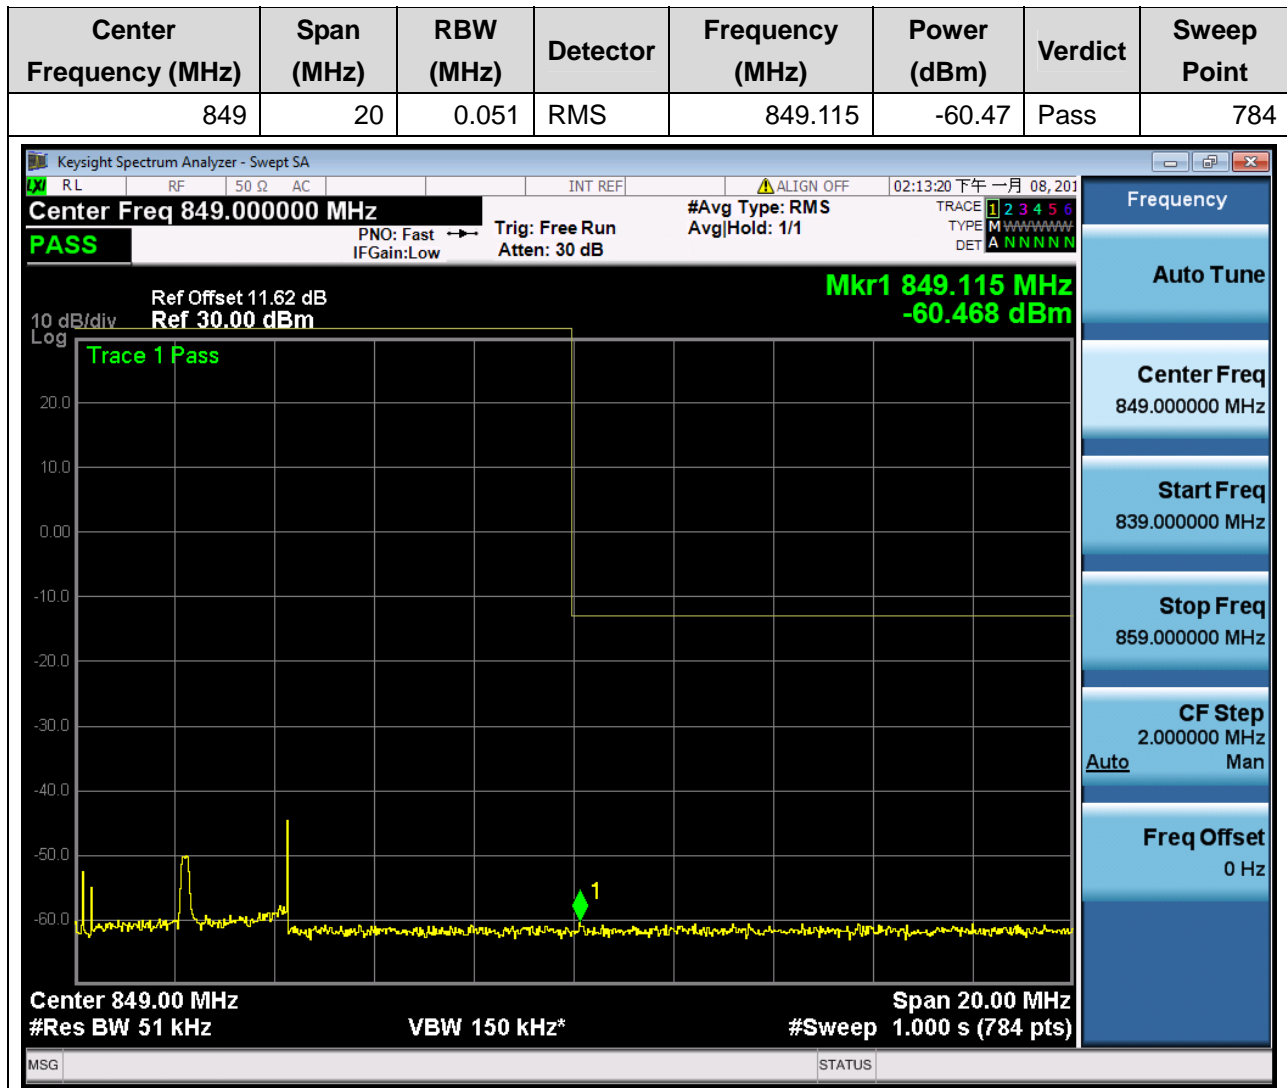 Center Frequency (MHz) Span (MHz) RBW (MHz) Detector Frequency (MHz) Power (dBm) Verdict Sweep Point
849 20 0.051 RMS 849.115 -60.47 Pass 784
Keysight Spectrum Analyzer - Swept SA
LXI RL RF 50 Ω AC INT REF ALIGN OFF 02:13:20 下午 一月 08, 201
Center Freq 849.000000 MHz
PASS
PNO: Fast
IFGain:Low
Trig: Free Run
Atten: 30 dB
#Avg Type: RMS
Avg|Hold: 1/1
TRACE 1 2 3 4 5 6
TYPE M WWWWW
DET A N N N N N
Mkr1 849.115 MHz
-60.468 dBm
Ref Offset 11.62 dB
10 dB/div Ref 30.00 dBm
Log
Trace 1 Pass
20.0
10.0
0.00
-10.0
-20.0
-30.0
-40.0
-50.0
-60.0
1
Center 849.00 MHz Span 20.00 MHz
#Res BW 51 kHz VBW 150 kHz* #Sweep 1.000 s (784 pts)
MSG STATUS
Frequency
Auto Tune
Center Freq
849.000000 MHz
Start Freq
839.000000 MHz
Stop Freq
859.000000 MHz
CF Step
2.000000 MHz
Auto Man
Freq Offset
0 Hz